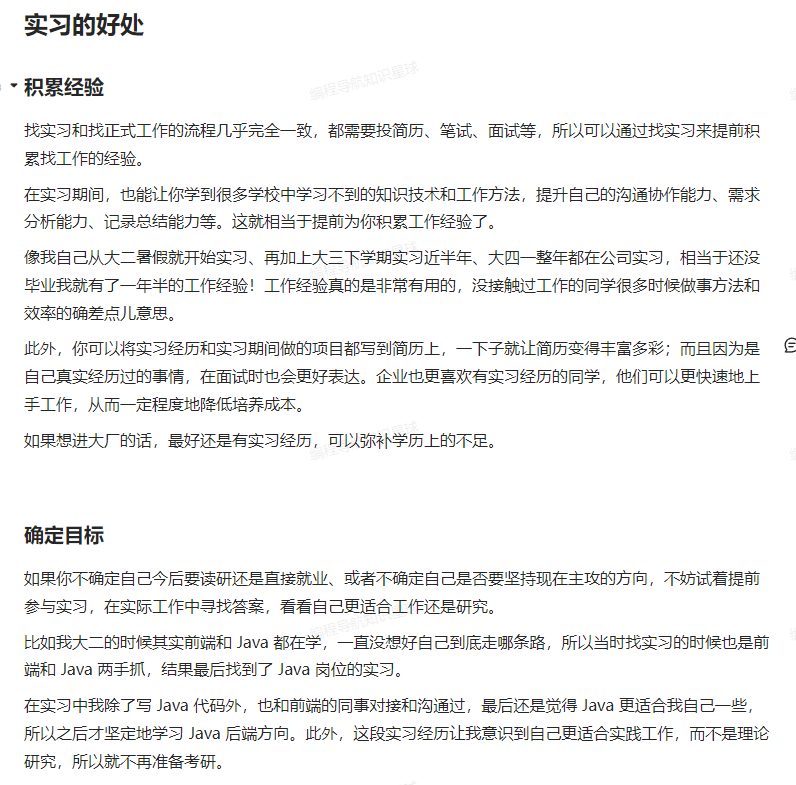 实习的好处
积累经验
编程导航知识星球
找实习和找正式工作的流程几乎完全一致，都需要投简历、笔试、面试等，所以可以通过找实习来提前积
累找工作的经验。
在实习期间，也能让你学到很多学校中学习不到的知识技术和工作方法，提升自己的沟通协作能力、需求
分析能力、记录总结能力等。这就相当于提前为你积累工作经验了。
像我自己从大二暑假就开始实习、再加上大三下学期实习近半年、大四一整年都在公司实习，相当于还没
毕业我就有了一年半的工作经验！工作经验真的是非常有用的，没接触过工作的同学很多时候做事方法和
效率的确差点儿意思。
此外，你可以将实习经历和实习期间做的项目都写到简历上，一下子就让简历变得丰富多彩；而且因为是
自己真实经历过的事情，在面试时也会更好表达。企业也更喜欢有实习经历的同学，他们可以更快速地上
手工作，从而一定程度地降低培养成本。
如果想进大厂的话，最好还是有实习经历，可以弥补学历上的不足。
确定目标
如果你不确定自己今后要读研还是直接就业、或者不确定自己是否要坚持现在主攻的方向，不妨试着提前
参与实习，在实际工作中寻找答案，看看自己更适合工作还是研究。
比如我大二的时候其实前端和 Java 都在学，一直没想好自己到底走哪条路，所以当时找实习的时候也是前
端和 Java 两手抓，结果最后找到了 Java 岗位的实习。
在实习中我除了写 Java 代码外，也和前端的同事对接和沟通过，最后还是觉得 Java 更适合我自己一些，
所以之后才坚定地学习 Java 后端方向。此外，这段实习经历让我意识到自己更适合实践工作，而不是理论
研究，所以就不再准备考研。